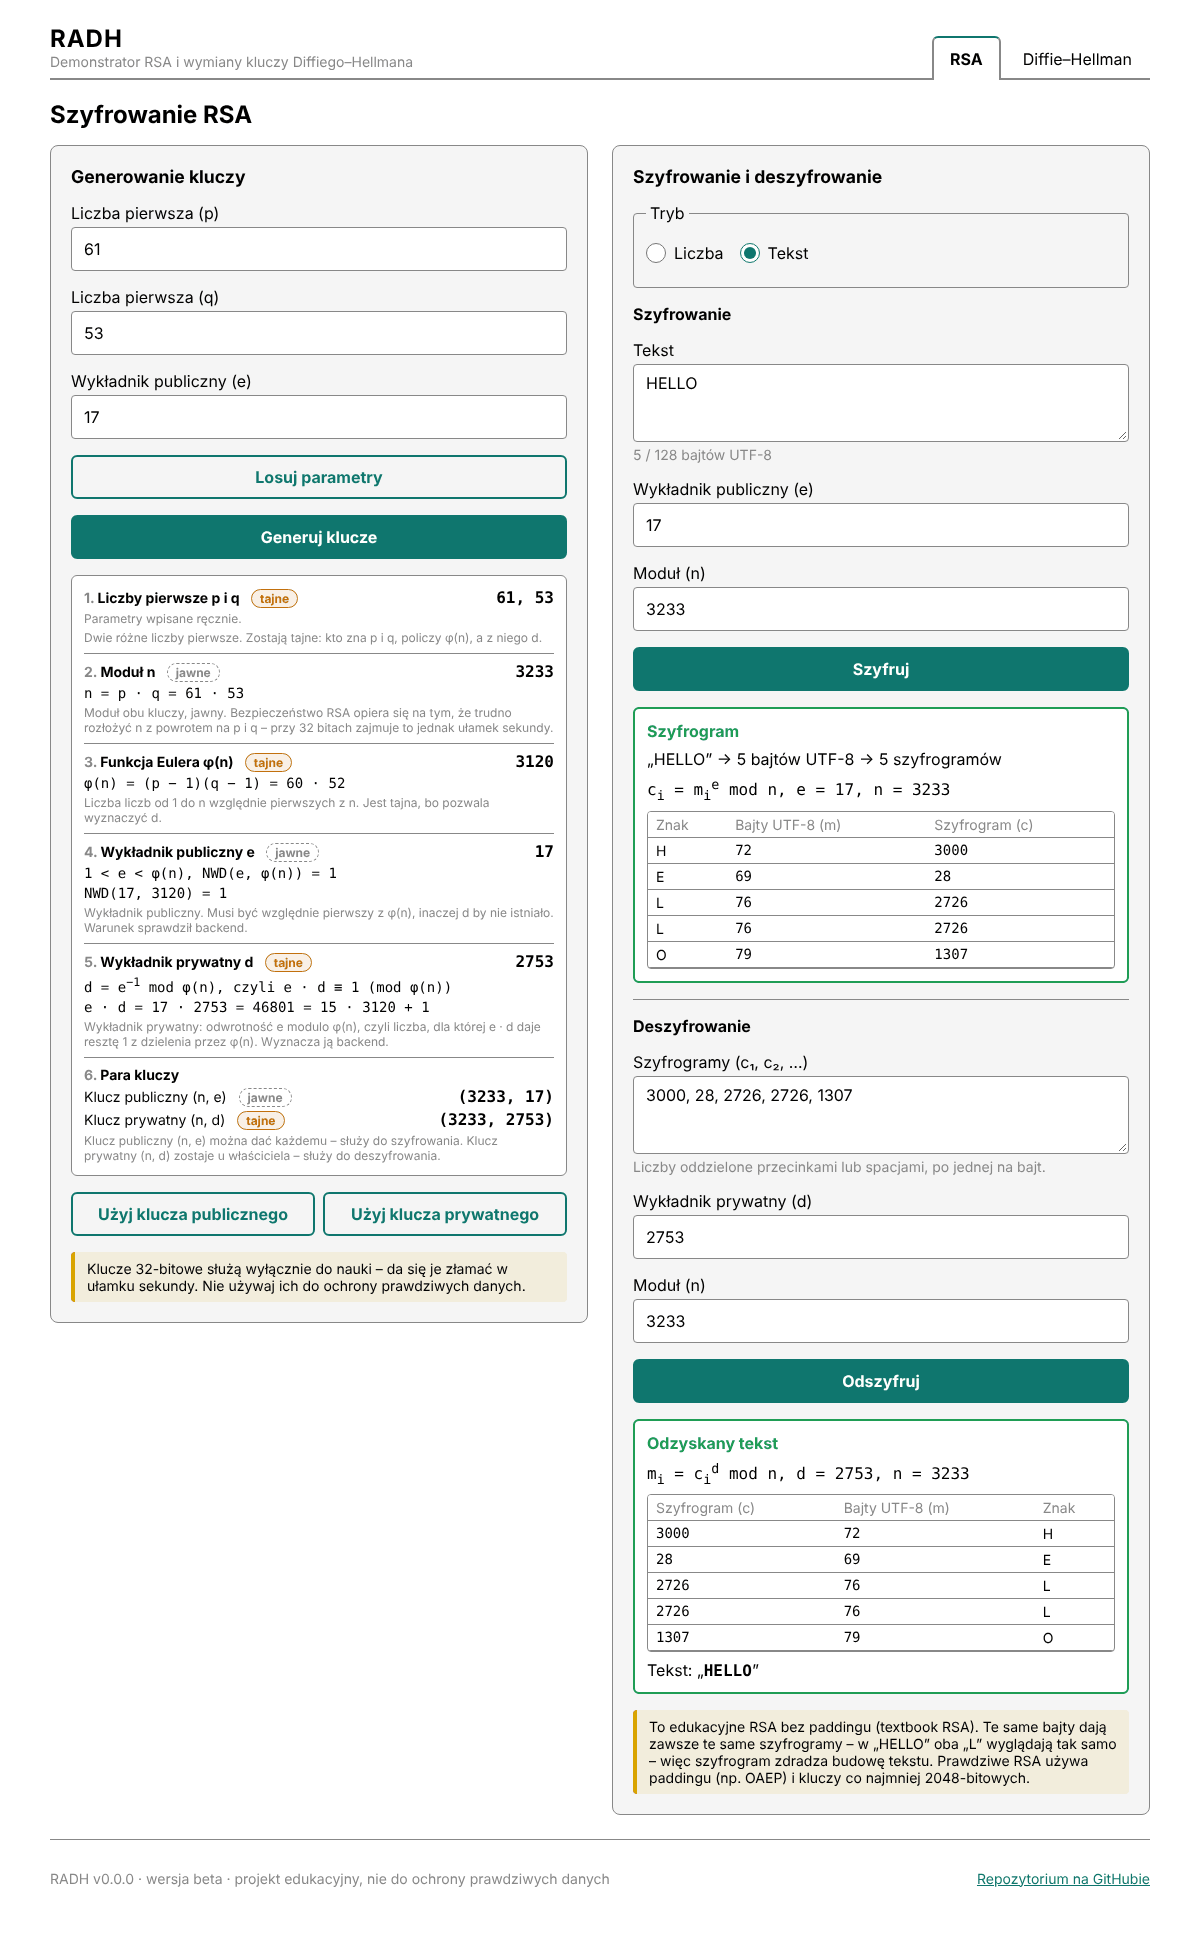 RADH
Demonstrator RSA i wymiany kluczy Diffiego–Hellmana
RSA
Diffie–Hellman
Szyfrowanie RSA
Generowanie kluczy
Liczba pierwsza (p)
61
Liczba pierwsza (q)
53
Wykładnik publiczny (e)
17
Losuj parametry
Generuj klucze
1. Liczby pierwsze p i q tajne 61, 53
Parametry wpisane ręcznie.
Dwie różne liczby pierwsze. Zostają tajne: kto zna p i q, policzy φ(n), a z niego d.
2. Moduł n jawne 3233
n = p · q = 61 · 53
Moduł obu kluczy, jawny. Bezpieczeństwo RSA opiera się na tym, że trudno
rozłożyć n z powrotem na p i q – przy 32 bitach zajmuje to jednak ułamek sekundy.
3. Funkcja Eulera φ(n) tajne 3120
φ(n) = (p − 1)(q − 1) = 60 · 52
Liczba liczb od 1 do n względnie pierwszych z n. Jest tajna, bo pozwala
wyznaczyć d.
4. Wykładnik publiczny e jawne 17
1 < e < φ(n), NWD(e, φ(n)) = 1
NWD(17, 3120) = 1
Wykładnik publiczny. Musi być względnie pierwszy z φ(n), inaczej d by nie istniało.
Warunek sprawdził backend.
5. Wykładnik prywatny d tajne 2753
d = e⁻¹ mod φ(n), czyli e · d ≡ 1 (mod φ(n))
e · d = 17 · 2753 = 46801 = 15 · 3120 + 1
Wykładnik prywatny: odwrotność e modulo φ(n), czyli liczba, dla której e · d daje
resztę 1 z dzielenia przez φ(n). Wyznacza ją backend.
6. Para kluczy
Klucz publiczny (n, e) jawne (3233, 17)
Klucz prywatny (n, d) tajne (3233, 2753)
Klucz publiczny (n, e) można dać każdemu – służy do szyfrowania. Klucz
prywatny (n, d) zostaje u właściciela – służy do deszyfrowania.
Użyj klucza publicznego
Użyj klucza prywatnego
Klucze 32-bitowe służą wyłącznie do nauki – da się je złamać w
ułamku sekundy. Nie używaj ich do ochrony prawdziwych danych.
Szyfrowanie i deszyfrowanie
Tryb
Liczba Tekst
Szyfrowanie
Tekst
HELLO
5 / 128 bajtów UTF-8
Wykładnik publiczny (e)
17
Moduł (n)
3233
Szyfruj
Szyfrogram
„HELLO” → 5 bajtów UTF-8 → 5 szyfrogramów
cᵢ = mᵢᵉ mod n, e = 17, n = 3233
Znak Bajty UTF-8 (m) Szyfrogram (c)
H 72 3000
E 69 28
L 76 2726
L 76 2726
O 79 1307
Deszyfrowanie
Szyfrogramy (c₁, c₂, …)
3000, 28, 2726, 2726, 1307
Liczby oddzielone przecinkami lub spacjami, po jednej na bajt.
Wykładnik prywatny (d)
2753
Moduł (n)
3233
Odszyfruj
Odzyskany tekst
mᵢ = cᵢᵈ mod n, d = 2753, n = 3233
Szyfrogram (c) Bajty UTF-8 (m) Znak
3000 72 H
28 69 E
2726 76 L
2726 76 L
1307 79 O
Tekst: „HELLO”
To edukacyjne RSA bez paddingu (textbook RSA). Te same bajty dają
zawsze te same szyfrogramy – w „HELLO” oba „L” wyglądają tak samo
– więc szyfrogram zdradza budowę tekstu. Prawdziwe RSA używa
paddingu (np. OAEP) i kluczy co najmniej 2048-bitowych.
RADH v0.0.0 · wersja beta · projekt edukacyjny, nie do ochrony prawdziwych danych
Repozytorium na GitHubie